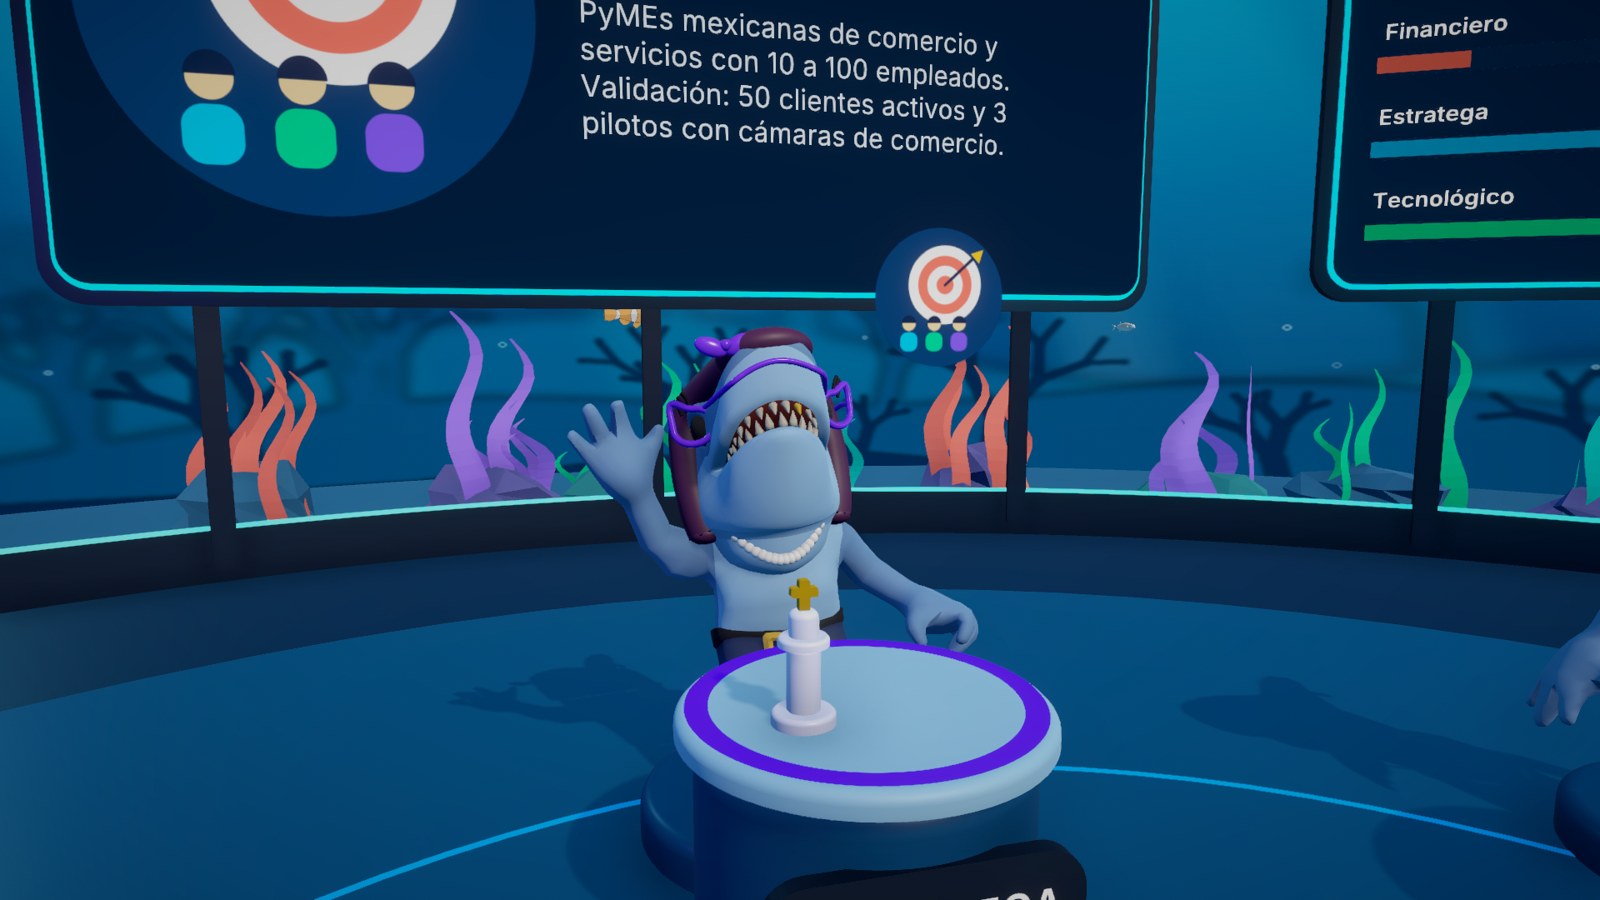 PyMEs mexicanas de comercio y
servicios con 10 a 100 empleados.
Validación: 50 clientes activos y 3
pilotos con cámaras de comercio.
Financiero
Estratega
Tecnológico